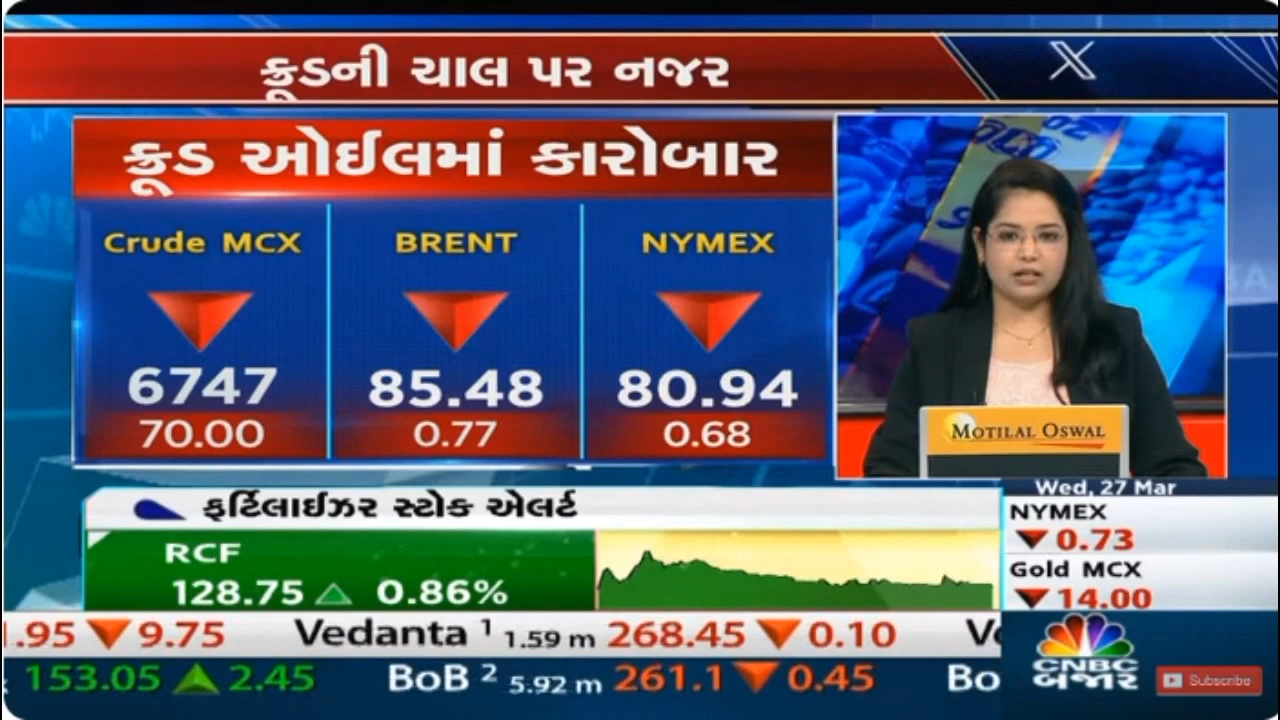 ક્રૂડની ચાલ પર નજર
X
ક્રૂડ ઓઈલમાં કારોબાર
Crude MCX
6747
70.00
BRENT
85.48
0.77
NYMEX
80.94
0.68
MOTILAL OSWAL
Wed, 27 Mar
NYMEX
0.73
Gold MCX
14.00
ફર્ટિલાઈઝર સ્ટોક એલર્ટ
RCF
128.75 0.86%
1.95 9.75 Vedanta 1 1.59 m 268.45 0.10 Ve
153.05 2.45 BoB 2 5.92 m 261.1 0.45 Bo
CNBC
બજાર
Subscribe